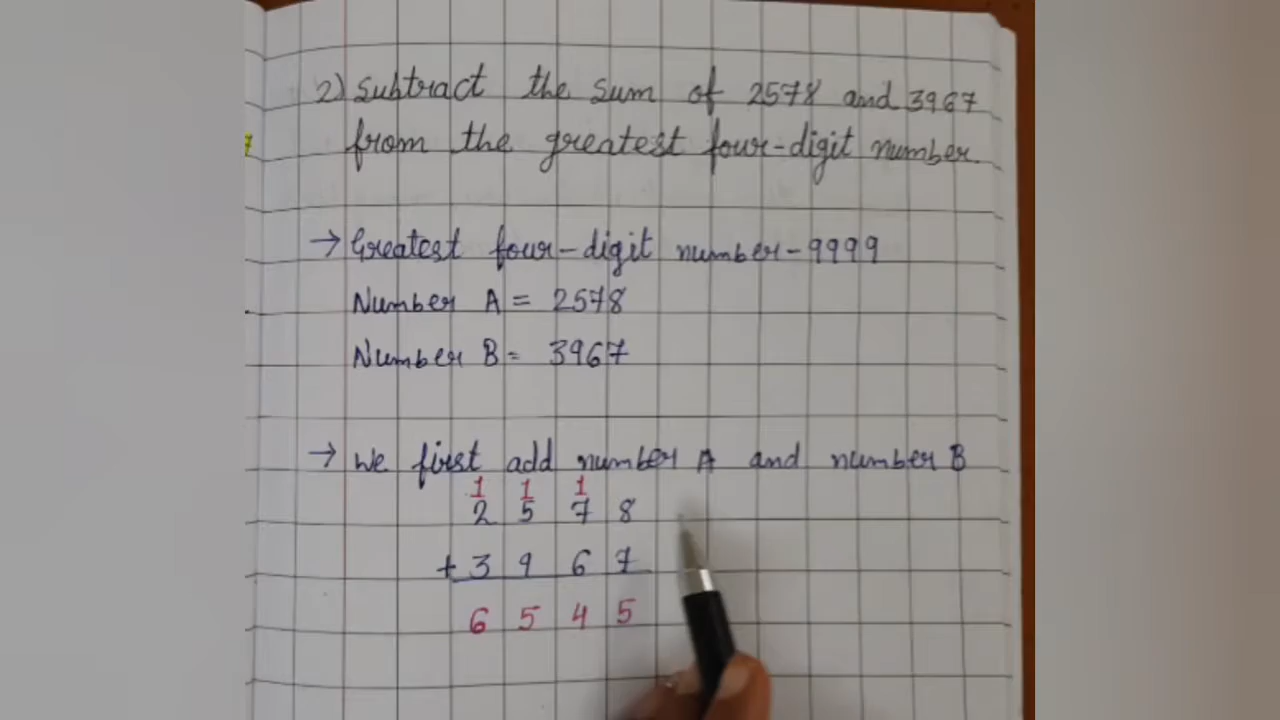 2) Subtract the sum of 2578 and 3967
from the greatest four-digit number.
→ Greatest four-digit number - 9999
Number A = 2578
Number B = 3967
→ We first add number A and number B
1 1 1
2 5 7 8
+ 3 9 6 7
6 5 4 5